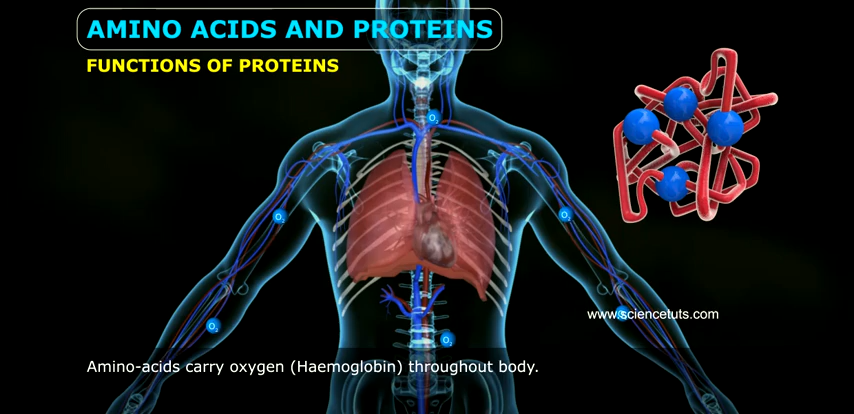 AMINO ACIDS AND PROTEINS
FUNCTIONS OF PROTEINS
O₂
O₂
O₂
www.sciencetuts.com
O₂
O₂
Amino-acids carry oxygen (Haemoglobin) throughout body.